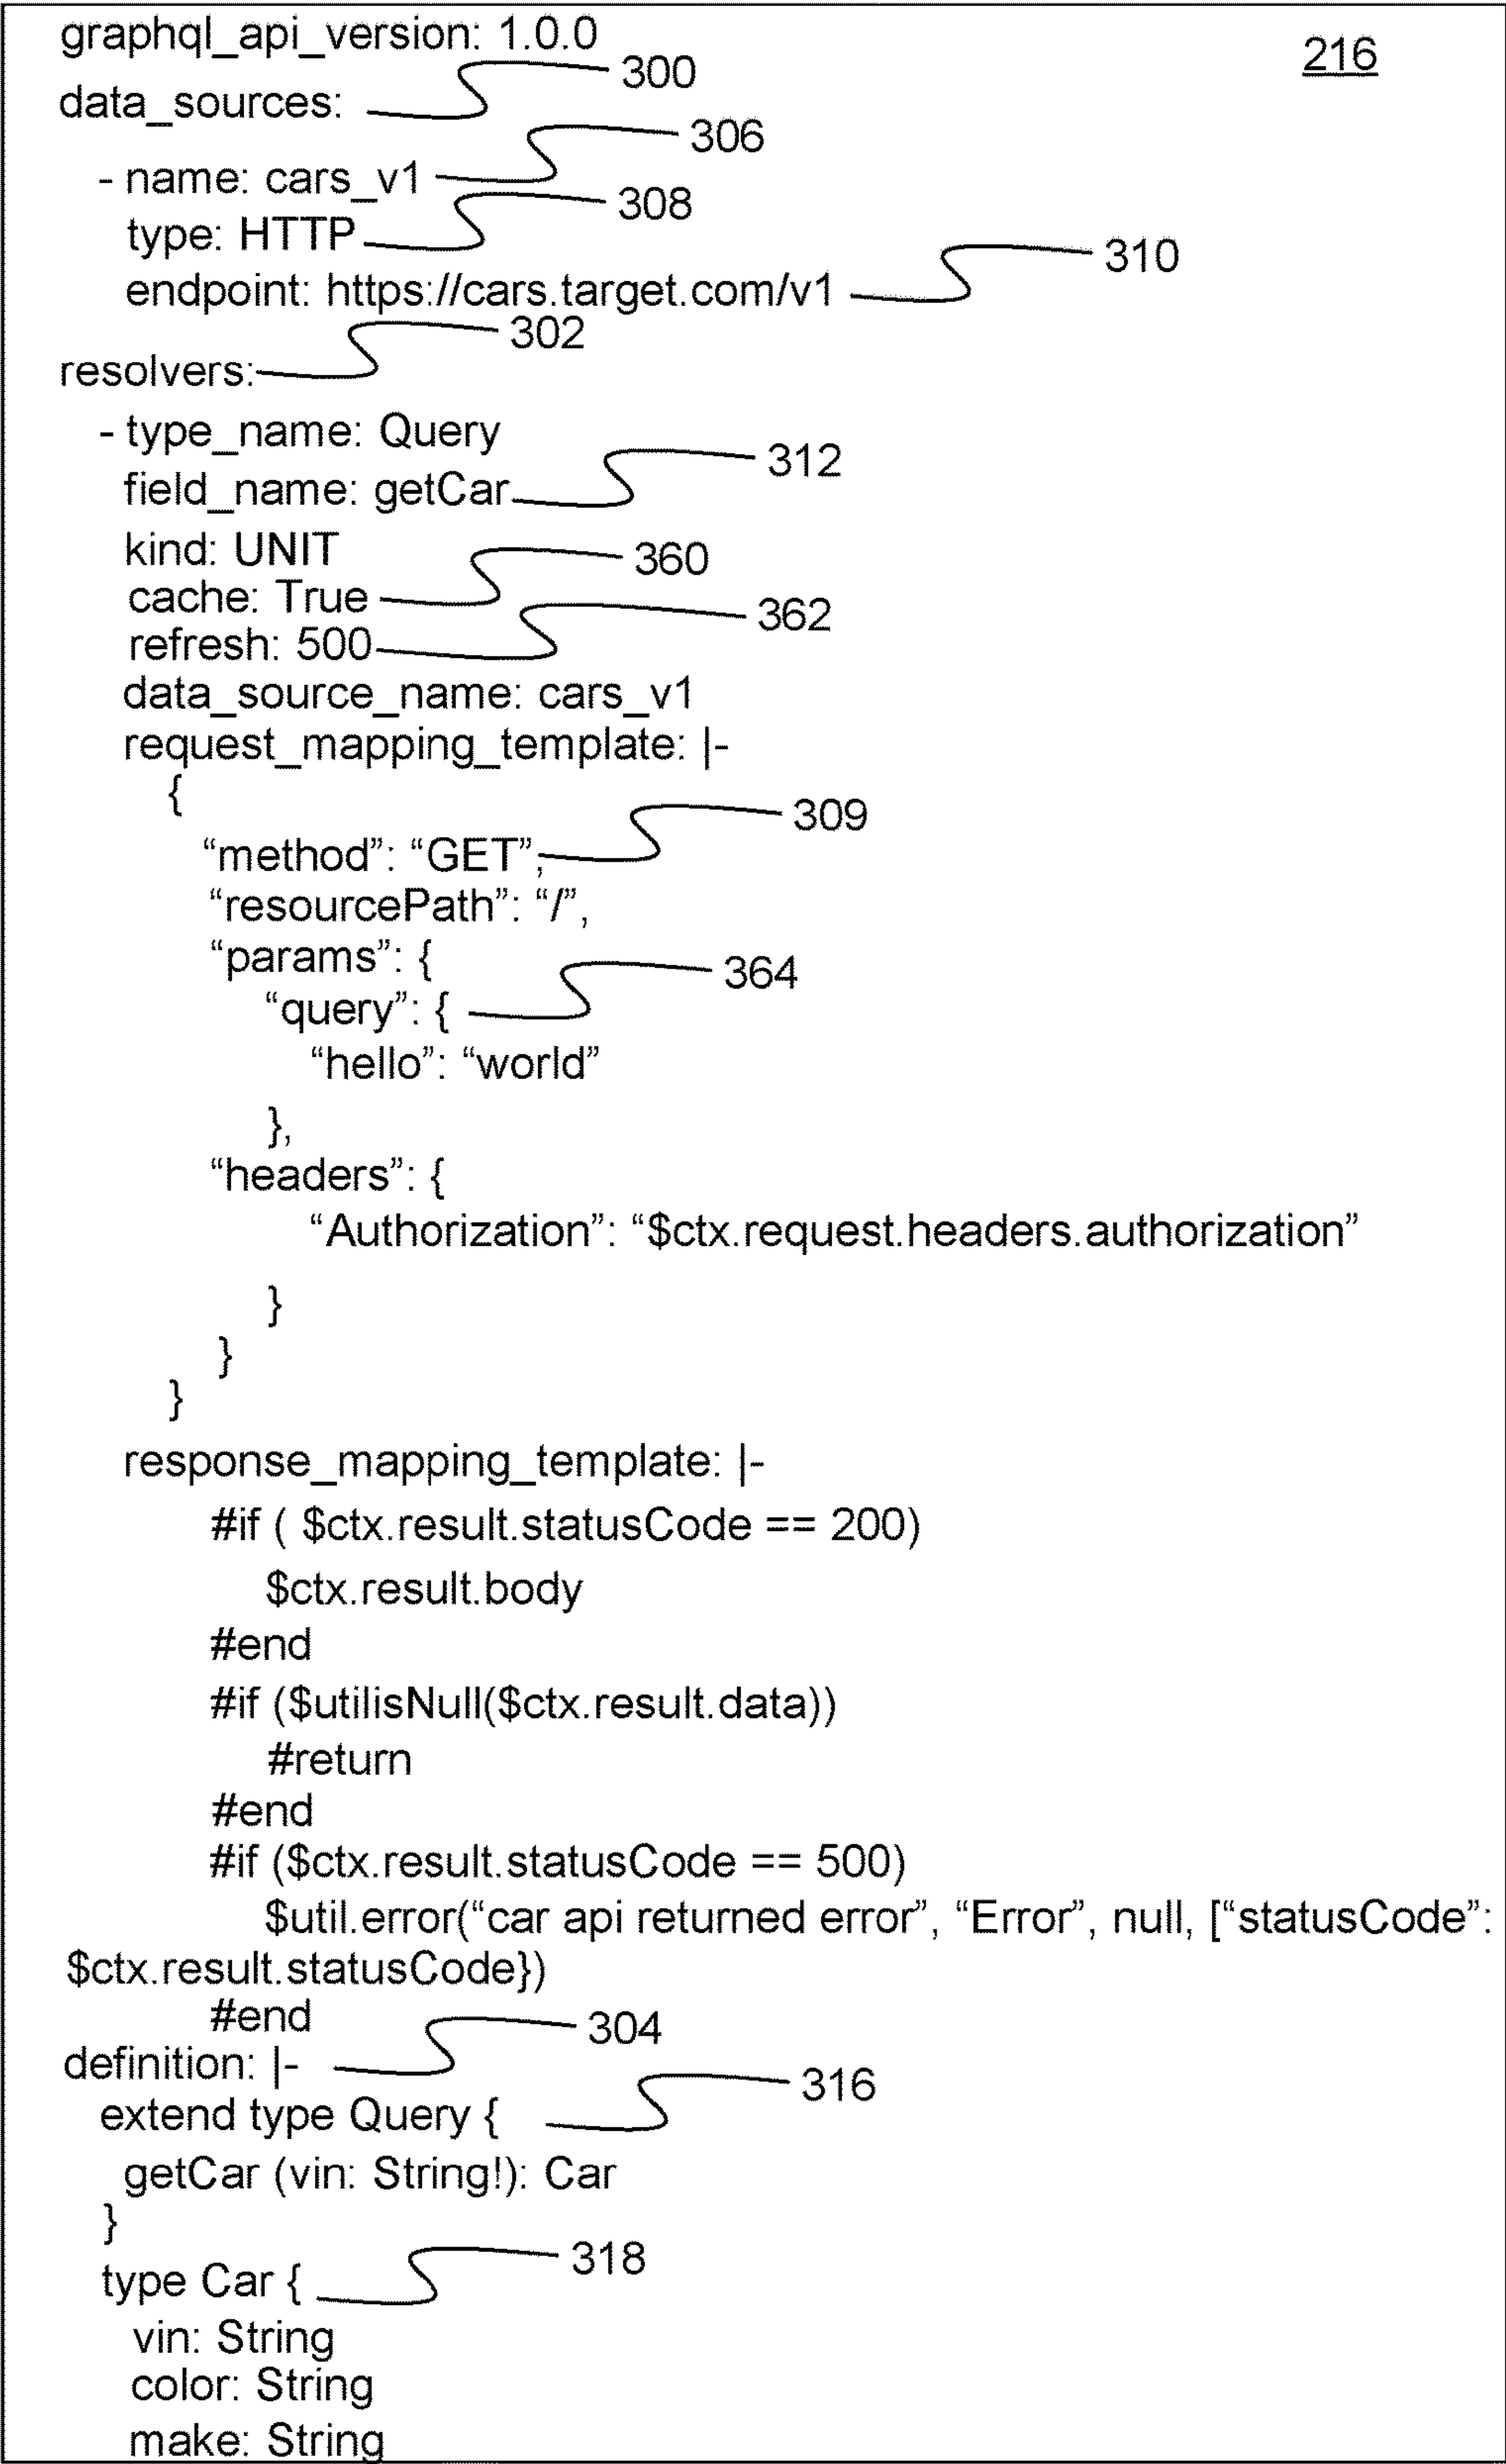 graphql_api_version: 1.0.0
216
300
data_sources:
306
- name: cars_v1
308
type: HTTP
310
endpoint: https://cars.target.com/v1
302
resolvers:
- type_name: Query
312
field_name: getCar
kind: UNIT
360
cache: True
362
refresh: 500
data_source_name: cars_v1
request_mapping_template: |-
{
309
“method”: “GET”,
“resourcePath”: “/”,
“params”: {
364
“query”: {
“hello”: “world”
},
“headers”: {
“Authorization”: “$ctx.request.headers.authorization”
}
}
}
response_mapping_template: |-
#if ( $ctx.result.statusCode == 200)
$ctx.result.body
#end
#if ($utilisNull($ctx.result.data))
#return
#end
#if ($ctx.result.statusCode == 500)
$util.error(“car api returned error”, “Error”, null, [“statusCode”:
$ctx.result.statusCode})
#end
304
definition: |-
316
extend type Query {
getCar (vin: String!): Car
}
318
type Car {
vin: String
color: String
make: String